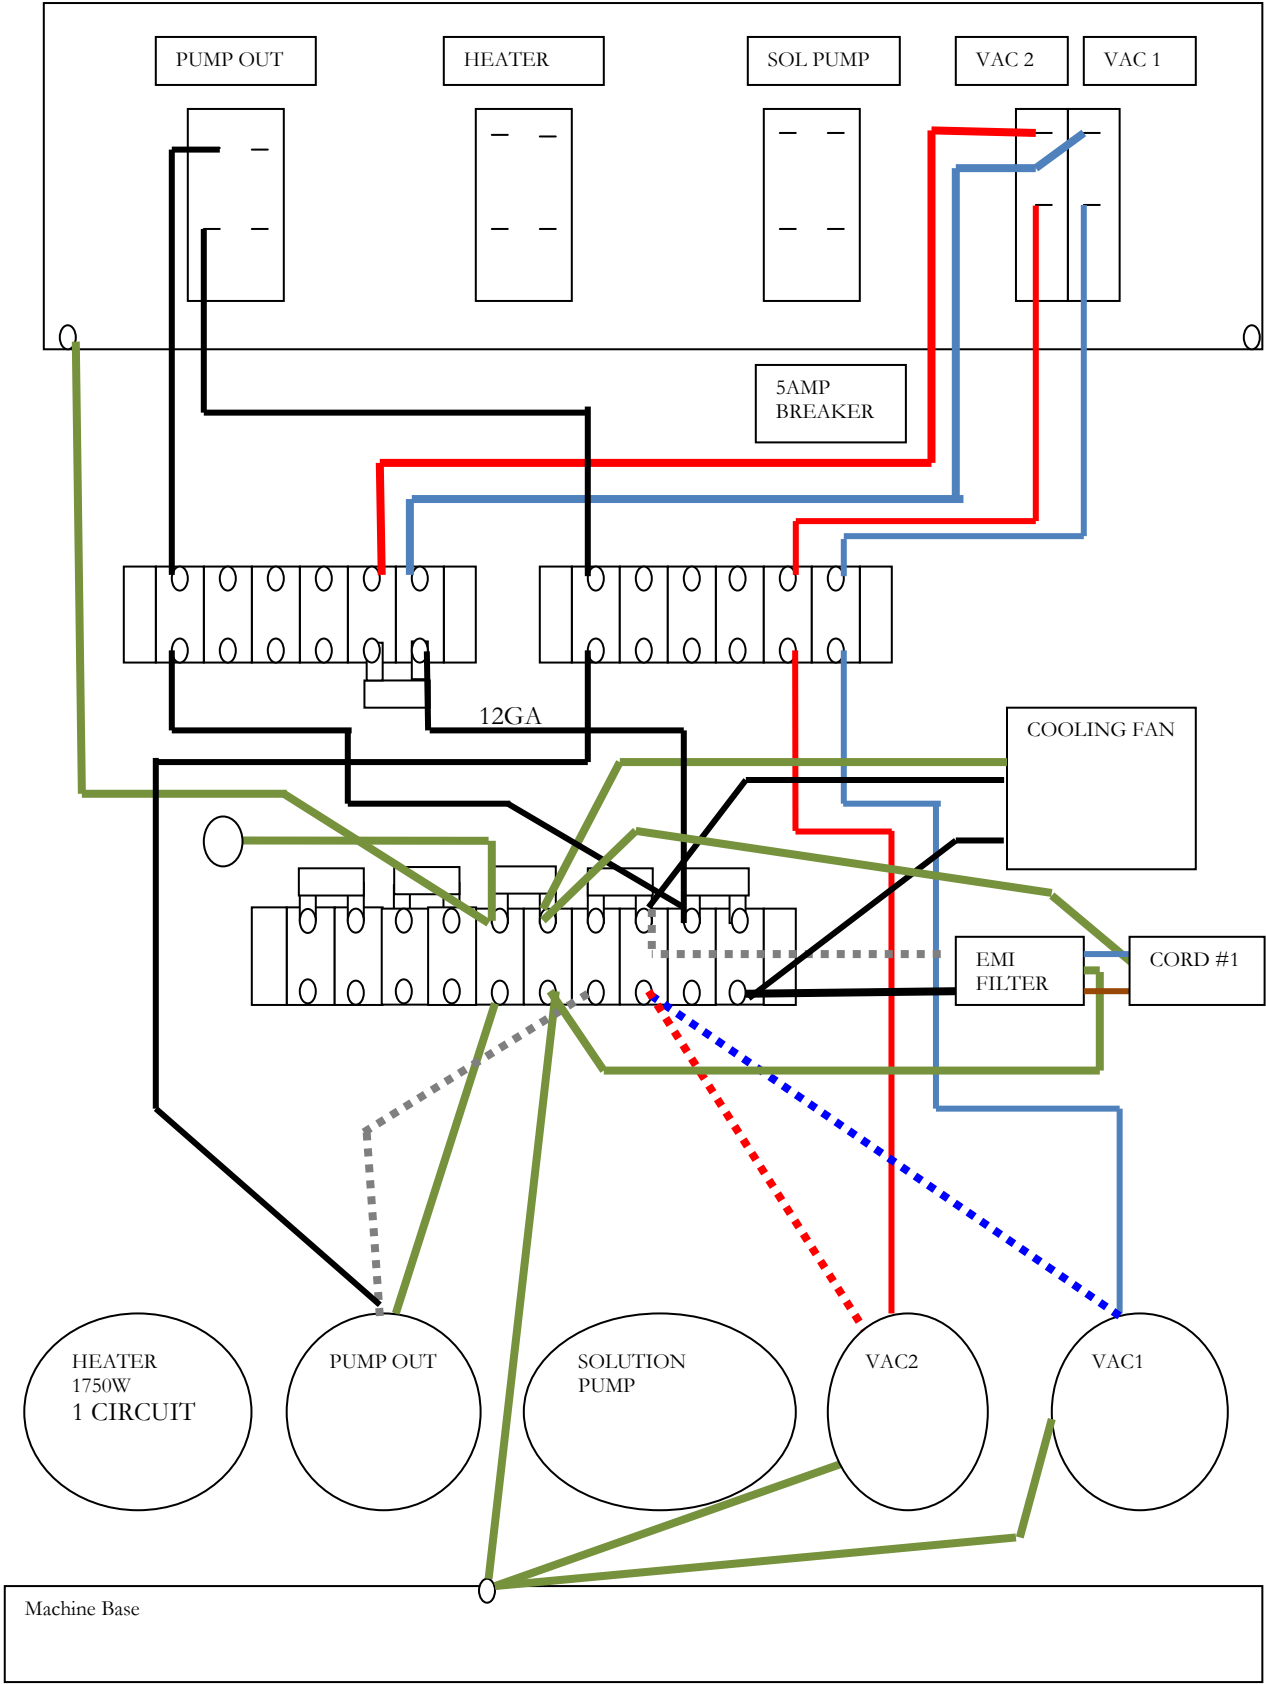 PUMP OUT
HEATER
SOL PUMP
VAC 2
VAC 1
5AMP
BREAKER
12GA
COOLING FAN
EMI
FILTER
CORD #1
HEATER
1750W
1 CIRCUIT
PUMP OUT
SOLUTION
PUMP
VAC2
VAC1
Machine Base